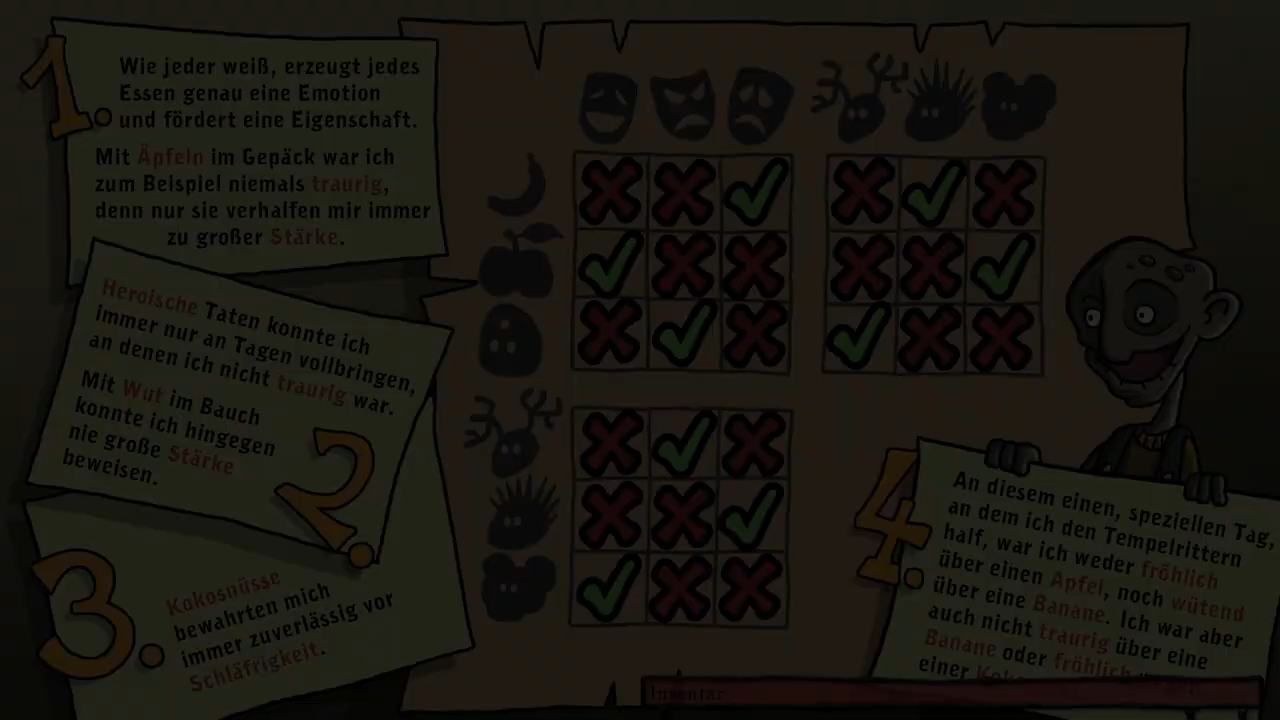 1.
Wie jeder weiß, erzeugt jedes
Essen genau eine Emotion
und fördert eine Eigenschaft.
Mit Äpfeln im Gepäck war ich
zum Beispiel niemals traurig,
denn nur sie verhalfen mir immer
zu großer Stärke.
Heroische Taten konnte ich
immer nur an Tagen vollbringen,
an denen ich nicht traurig war.
Mit Wut im Bauch
konnte ich hingegen
nie große Stärke
beweisen.
2.
3.
Kokosnüsse
bewahrten mich
immer zuverlässig vor
Schläfrigkeit.
4.
An diesem einen, speziellen Tag,
an dem ich den Tempelrittern
half, war ich weder fröhlich
über einen Apfel, noch wütend
über eine Banane. Ich war aber
auch nicht traurig über eine
Banane oder fröhlich
einer
Inventar